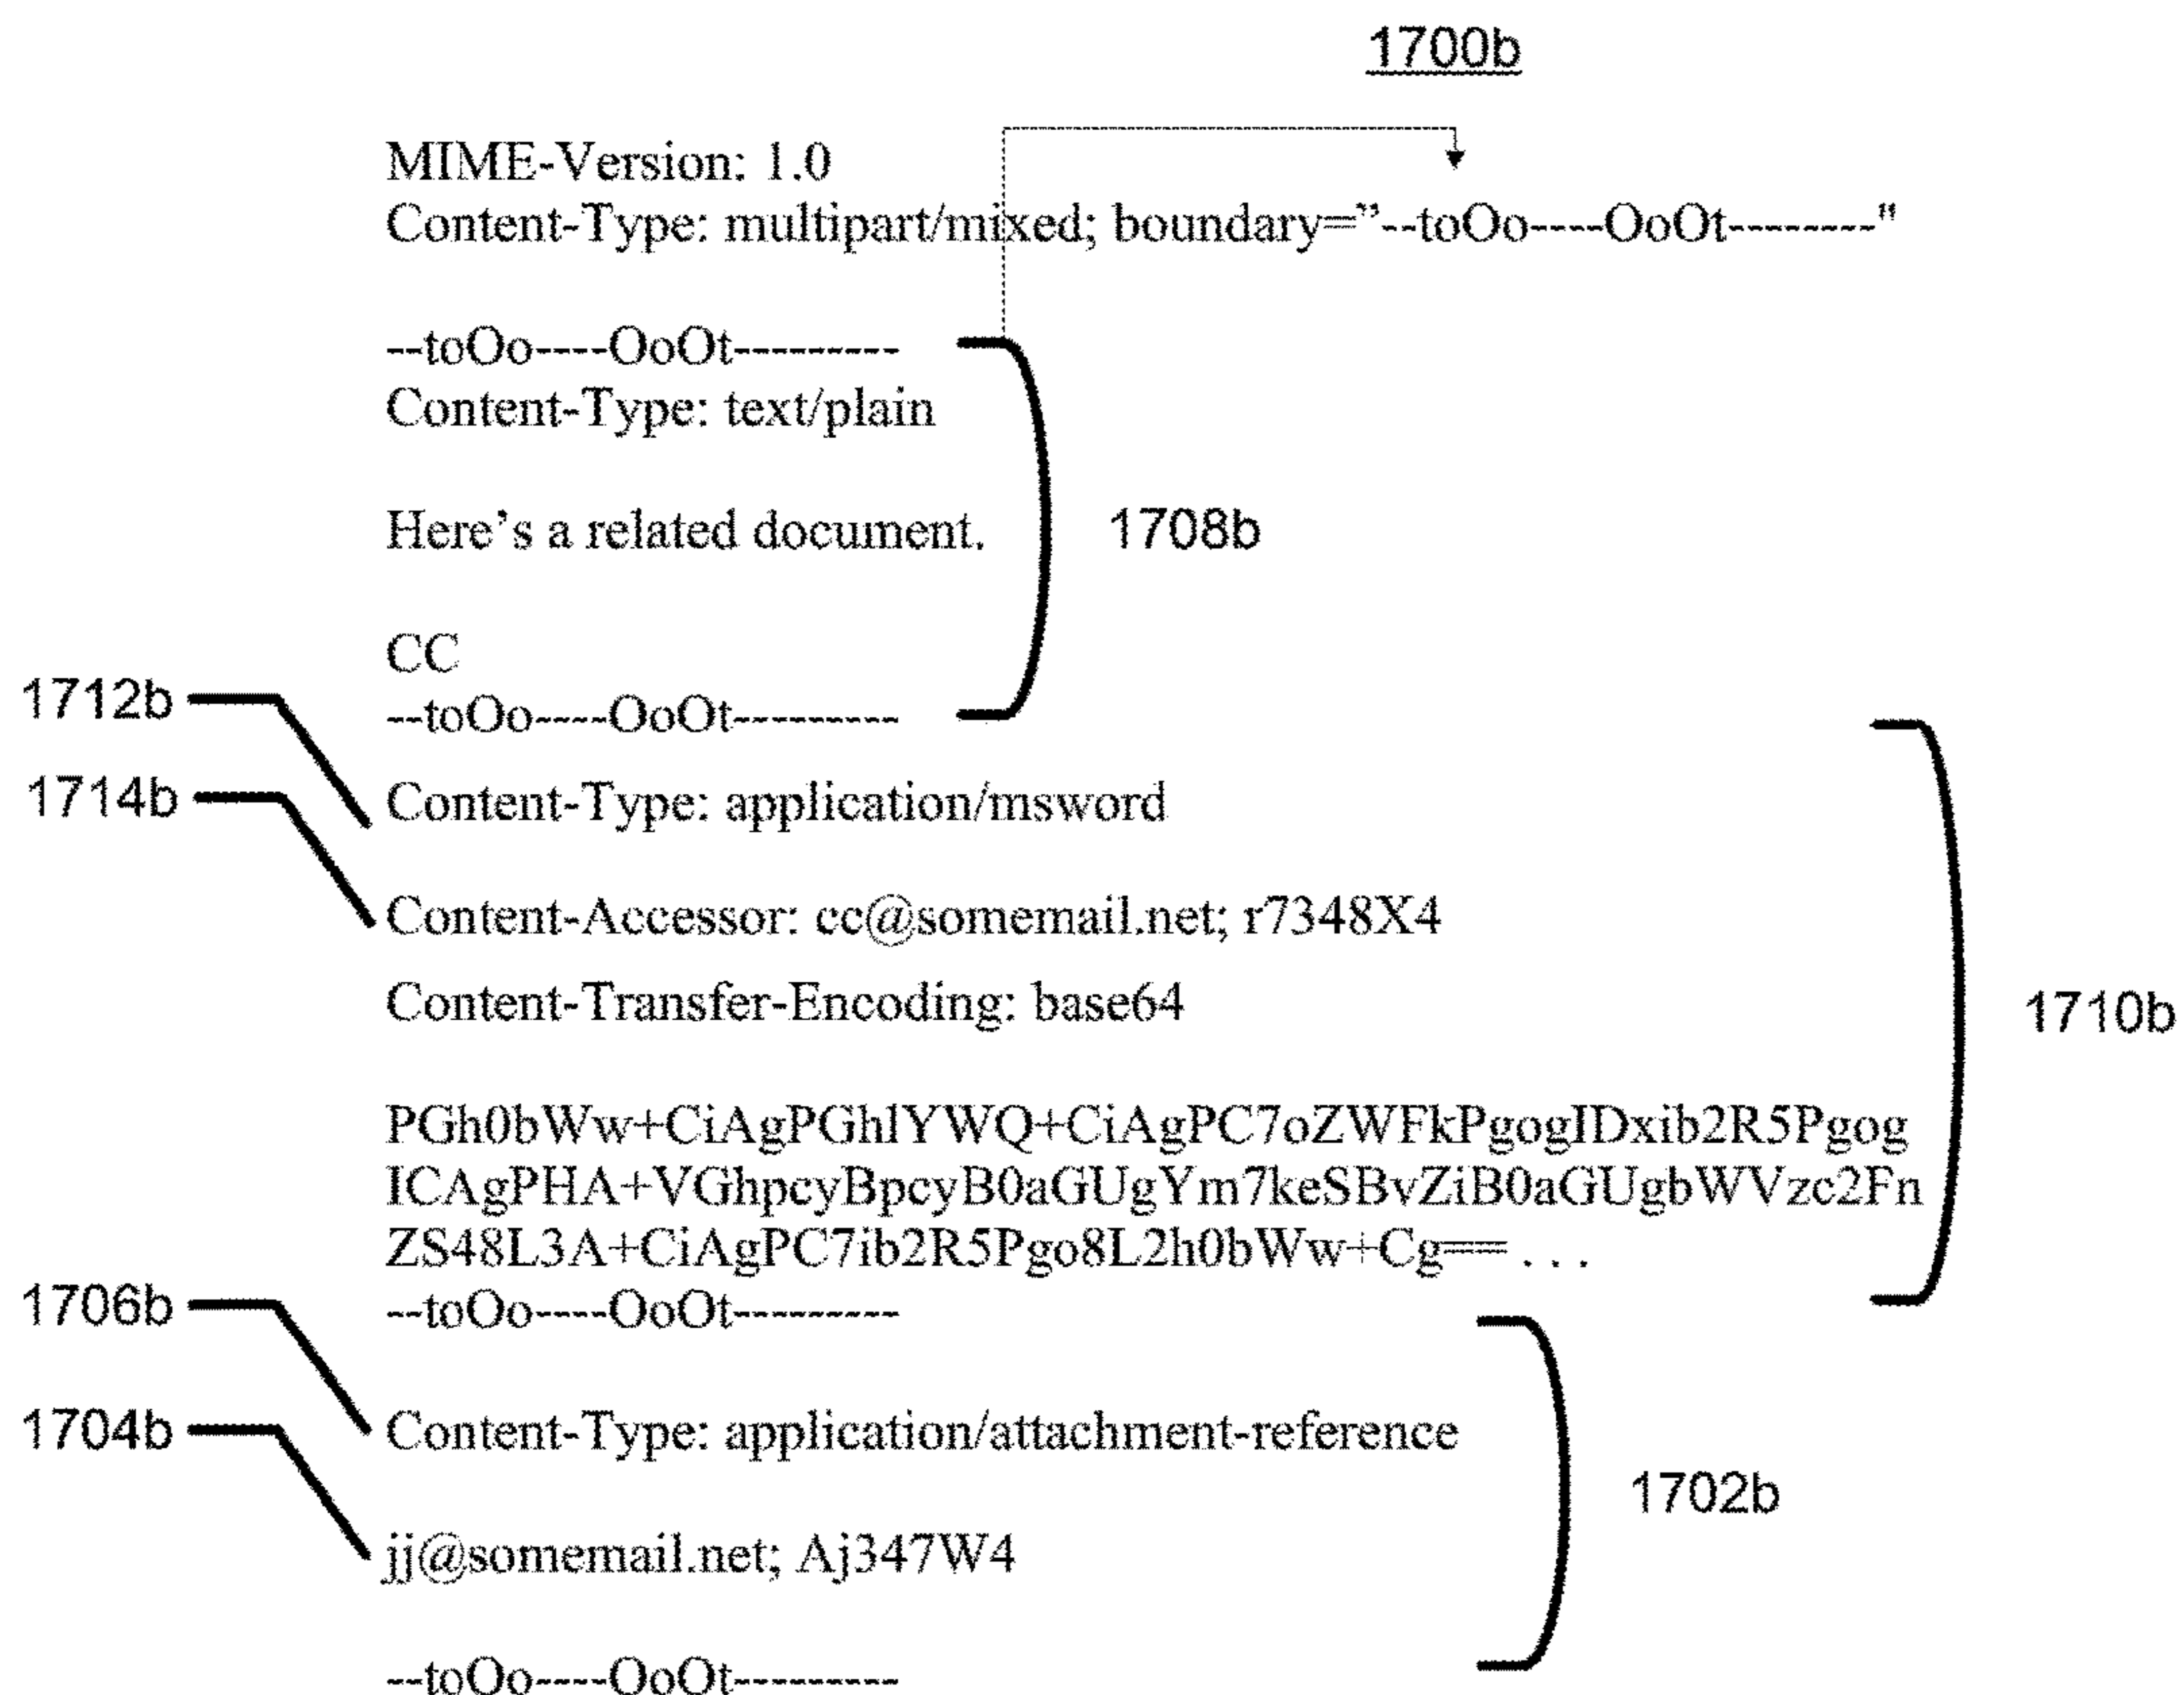 1700b
MIME-Version: 1.0
Content-Type: multipart/mixed; boundary=”--toOo----OoOt--------"
--toOo----OoOt---------
Content-Type: text/plain
Here’s a related document.
1708b
CC
1712b
--toOo----OoOt---------
1714b
Content-Type: application/msword
Content-Accessor: cc@somemail.net; r7348X4
Content-Transfer-Encoding: base64
1710b
PGh0bWw+CiAgPGhlYWQ+CiAgPC7oZWFkPgogIDxib2R5Pgog
ICAgPHA+VGhpcyBpcyB0aGUgYm7keSBvZiB0aGUgbWVzc2Fn
ZS48L3A+CiAgPC7ib2R5Pgo8L2h0bWw+Cg== . . .
1706b
--toOo----OoOt---------
1704b
Content-Type: application/attachment-reference
1702b
jj@somemail.net; Aj347W4
--toOo----OoOt---------